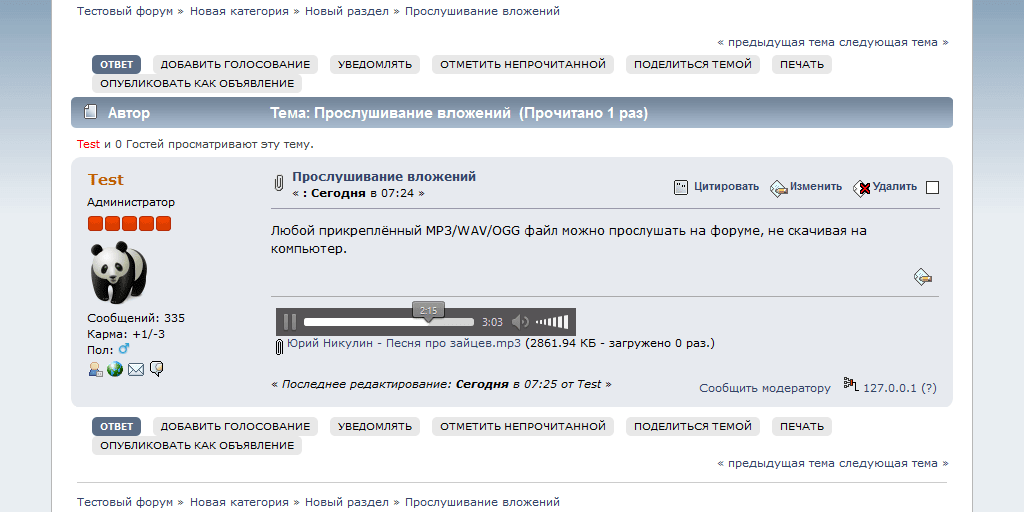 Тестовый форум » Новая категория » Новый раздел » Прослушивание вложений
« предыдущая тема следующая тема »
ОТВЕТ ДОБАВИТЬ ГОЛОСОВАНИЕ УВЕДОМЛЯТЬ ОТМЕТИТЬ НЕПРОЧИТАННОЙ ПОДЕЛИТЬСЯ ТЕМОЙ ПЕЧАТЬ
ОПУБЛИКОВАТЬ КАК ОБЪЯВЛЕНИЕ
Автор Тема: Прослушивание вложений (Прочитано 1 раз)
Test и 0 Гостей просматривают эту тему.
Test
Администратор
Сообщений: 335
Карма: +1/-3
Пол:
Прослушивание вложений
« : Сегодня в 07:24 »
Цитировать Изменить Удалить
Любой прикреплённый MP3/WAV/OGG файл можно прослушать на форуме, не скачивая на
компьютер.
2:15
3:03
Юрий Никулин - Песня про зайцев.mp3 (2861.94 КБ - загружено 0 раз.)
« Последнее редактирование: Сегодня в 07:25 от Test »
Сообщить модератору 127.0.0.1 (?)
ОТВЕТ ДОБАВИТЬ ГОЛОСОВАНИЕ УВЕДОМЛЯТЬ ОТМЕТИТЬ НЕПРОЧИТАННОЙ ПОДЕЛИТЬСЯ ТЕМОЙ ПЕЧАТЬ
ОПУБЛИКОВАТЬ КАК ОБЪЯВЛЕНИЕ
« предыдущая тема следующая тема »
Тестовый форум » Новая категория » Новый раздел » Прослушивание вложений